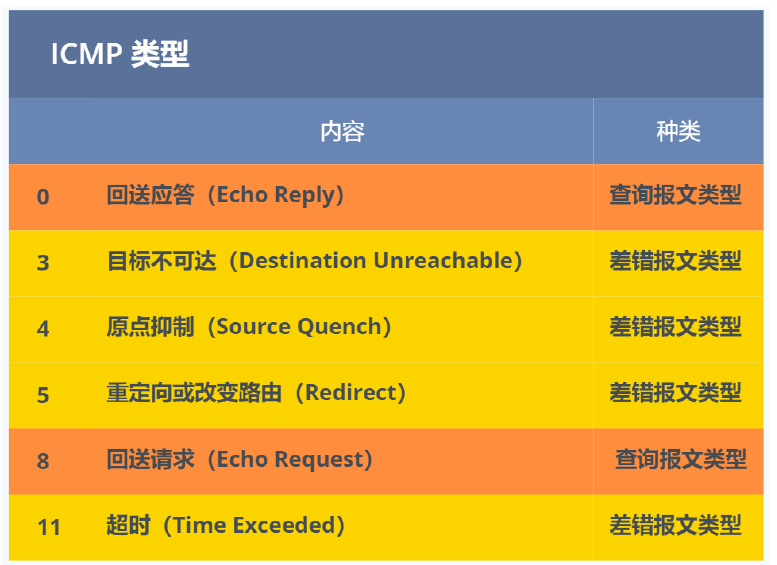 ICMP 类型
内容 种类
0 回送应答（Echo Reply） 查询报文类型
3 目标不可达（Destination Unreachable） 差错报文类型
4 原点抑制（Source Quench） 差错报文类型
5 重定向或改变路由（Redirect） 差错报文类型
8 回送请求（Echo Request） 查询报文类型
11 超时（Time Exceeded） 差错报文类型